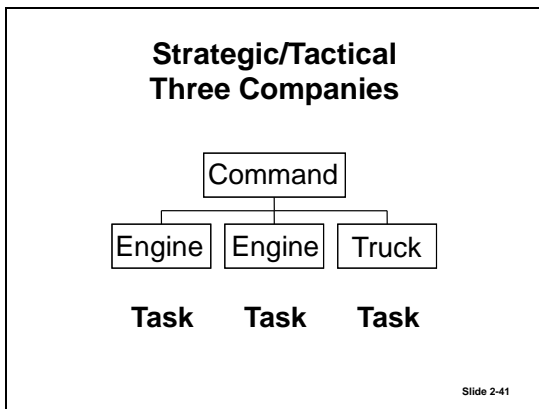 Strategic/Tactical
Three Companies
Command
Engine Engine Truck
Task Task Task
Slide 2-41